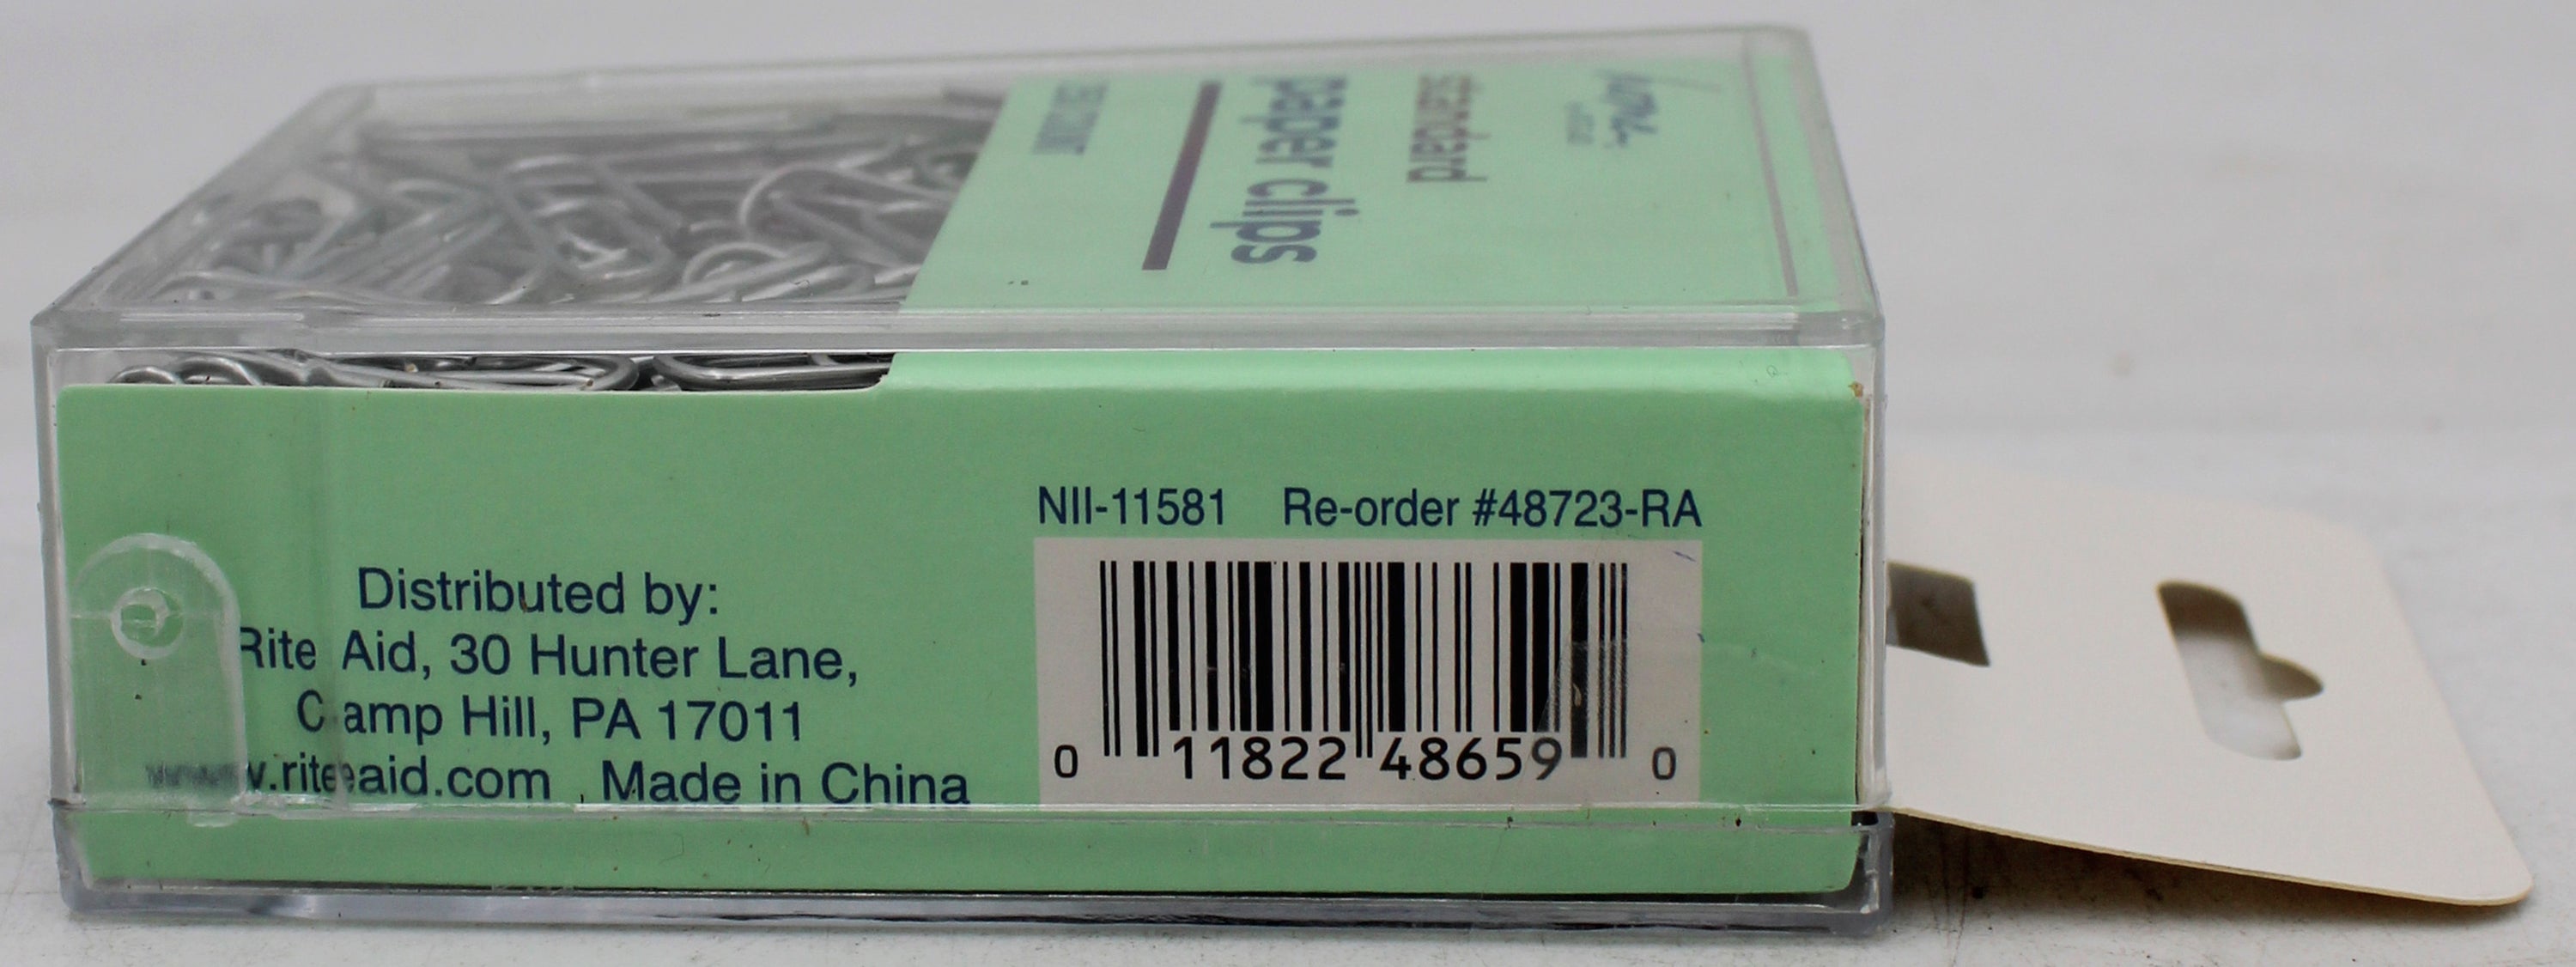 standard
paper clips
NII-11581 Re-order #48723-RA
Distributed by:
Rite Aid, 30 Hunter Lane,
Camp Hill, PA 17011
www.riteaid.com Made in China
0 11822 48659 0